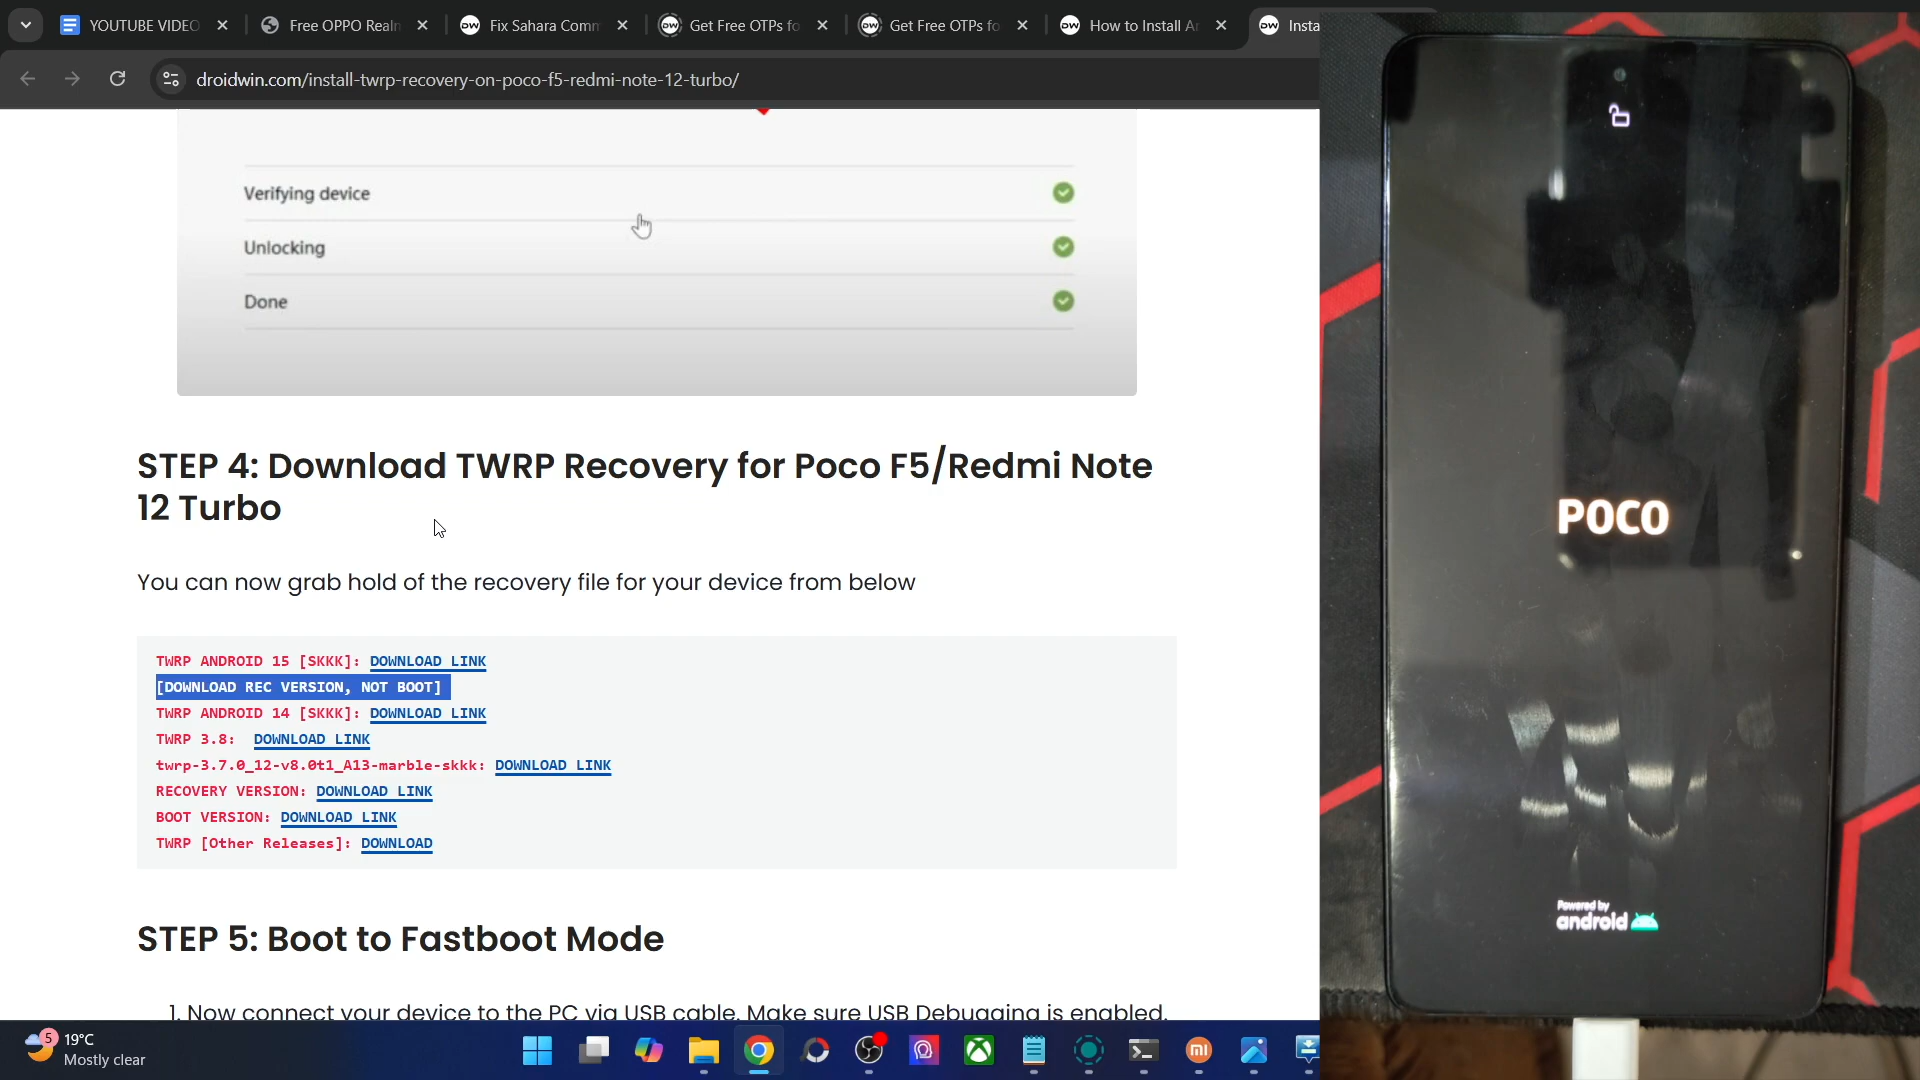 YOUTUBE VIDEO
Free OPPO Realm
Fix Sahara Comm
Get Free OTPs fo
Get Free OTPs fo
How to Install An
Insta
droidwin.com/install-twrp-recovery-on-poco-f5-redmi-note-12-turbo/
Verifying device
Unlocking
Done
STEP 4: Download TWRP Recovery for Poco F5/Redmi Note
12 Turbo
You can now grab hold of the recovery file for your device from below
TWRP ANDROID 15 [SKKK]: DOWNLOAD LINK
[DOWNLOAD REC VERSION, NOT BOOT]
TWRP ANDROID 14 [SKKK]: DOWNLOAD LINK
TWRP 3.8: DOWNLOAD LINK
twrp-3.7.0_12-v8.0t1_A13-marble-skkk: DOWNLOAD LINK
RECOVERY VERSION: DOWNLOAD LINK
BOOT VERSION: DOWNLOAD LINK
TWRP [Other Releases]: DOWNLOAD
STEP 5: Boot to Fastboot Mode
1. Now connect your device to the PC via USB cable. Make sure USB Debugging is enabled.
5
19°C
Mostly clear
POCO
Powered by
android